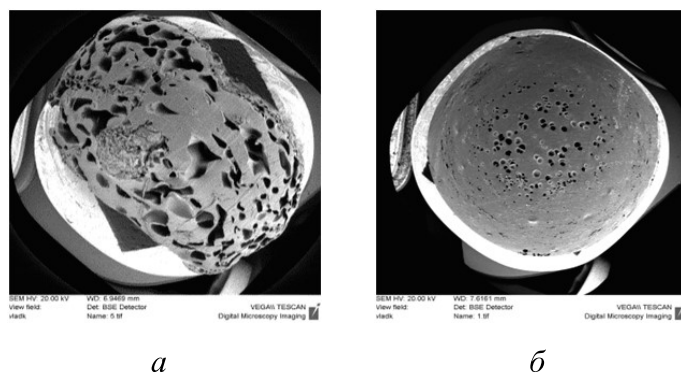 SEM HV: 20.00 kV WD: 6.9469 mm
View field: Det: BSE Detector VEGA\\ TESCAN
vladk Name: 5.tif Digital Microscopy Imaging
SEM HV: 20.00 kV WD: 7.6161 mm
View field: Det: BSE Detector VEGA\\ TESCAN
vladk Name: 1.tif Digital Microscopy Imaging
а
б